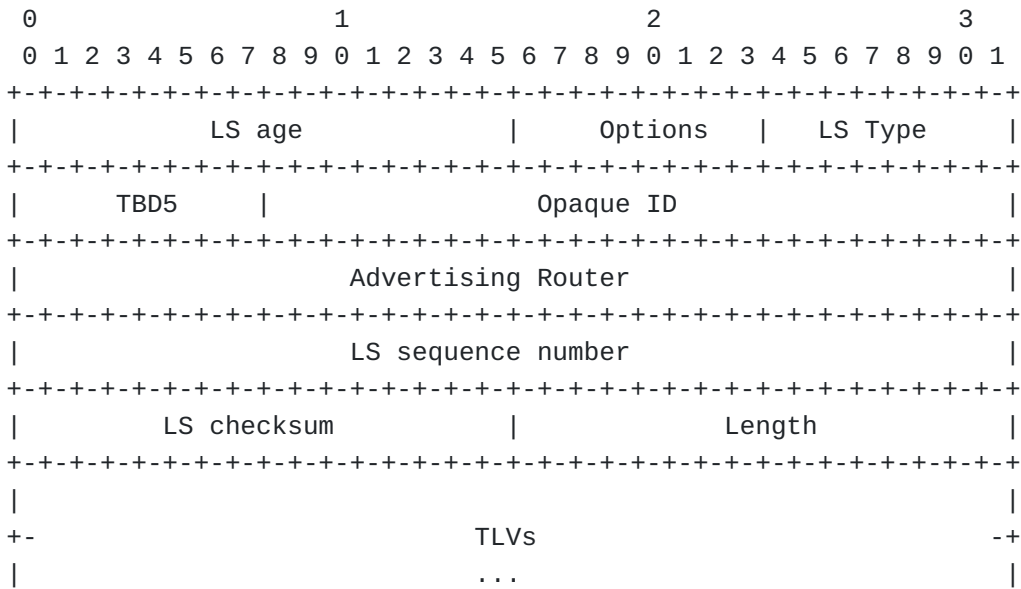 0                   1                   2                   3
 0 1 2 3 4 5 6 7 8 9 0 1 2 3 4 5 6 7 8 9 0 1 2 3 4 5 6 7 8 9 0 1
+-+-+-+-+-+-+-+-+-+-+-+-+-+-+-+-+-+-+-+-+-+-+-+-+-+-+-+-+-+-+-+-+
|            LS age             |     Options   |   LS Type     |
+-+-+-+-+-+-+-+-+-+-+-+-+-+-+-+-+-+-+-+-+-+-+-+-+-+-+-+-+-+-+-+-+
|      TBD5     |                 Opaque ID                     |
+-+-+-+-+-+-+-+-+-+-+-+-+-+-+-+-+-+-+-+-+-+-+-+-+-+-+-+-+-+-+-+-+
|                     Advertising Router                        |
+-+-+-+-+-+-+-+-+-+-+-+-+-+-+-+-+-+-+-+-+-+-+-+-+-+-+-+-+-+-+-+-+
|                     LS sequence number                        |
+-+-+-+-+-+-+-+-+-+-+-+-+-+-+-+-+-+-+-+-+-+-+-+-+-+-+-+-+-+-+-+-+
|         LS checksum           |             Length            |
+-+-+-+-+-+-+-+-+-+-+-+-+-+-+-+-+-+-+-+-+-+-+-+-+-+-+-+-+-+-+-+-+
|                                                               |
+-                            TLVs                             -+
|                             ...                               |